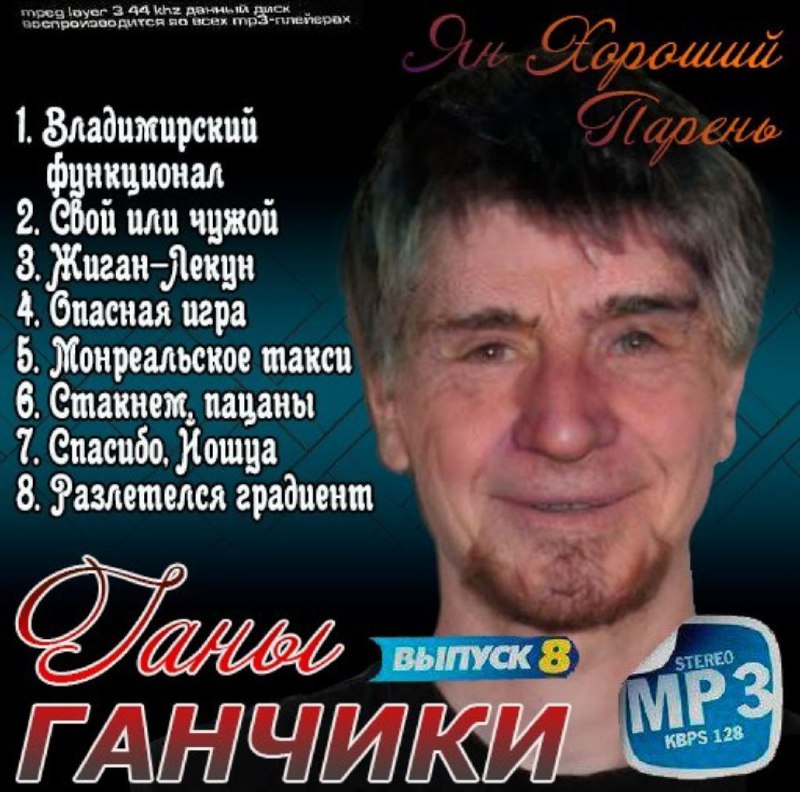 mpeg layer 3 44 khz данный диск
воспроизводится во всех mp3-плейерах
Ян Хороший
Парень
1. Владимирский
функционал
2. Свой или чужой
3. Жиган-Лекун
4. Опасная игра
5. Монреальское такси
6. Стакнем, пацаны
7. Спасибо, Йошуа
8. Разлетелся градиент
Ганы
ВЫПУСК 8
ГАНЧИКИ
STEREO
MP3
KBPS 128